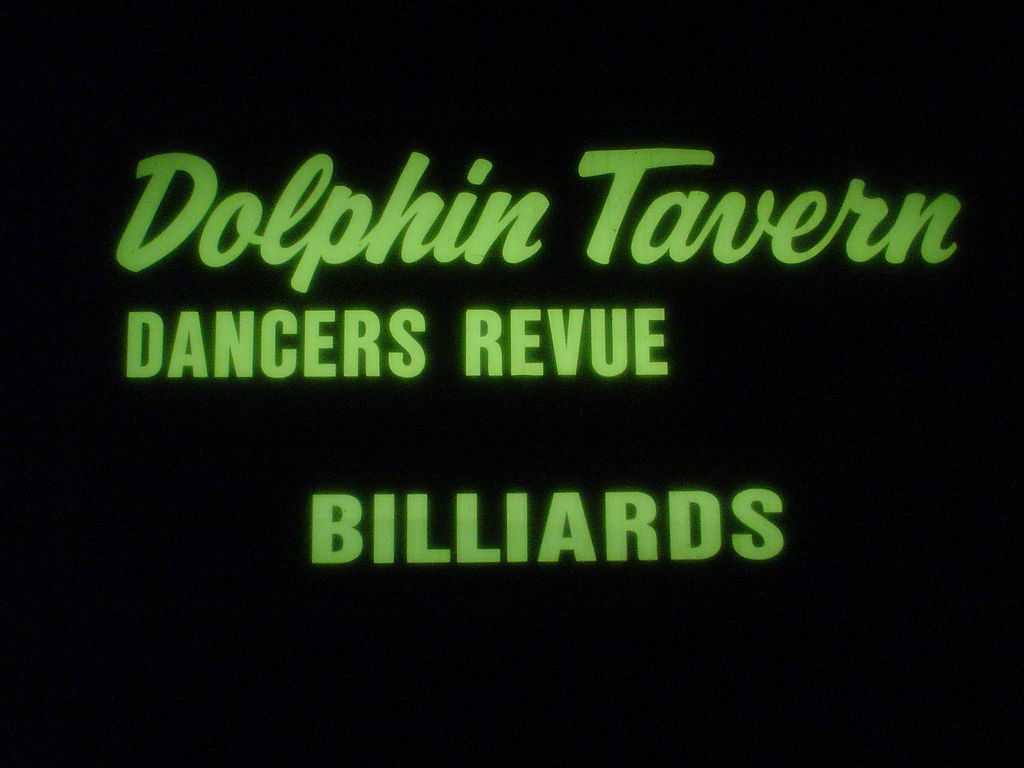 Dolphin Tavern
DANCERS REVUE
BILLIARDS